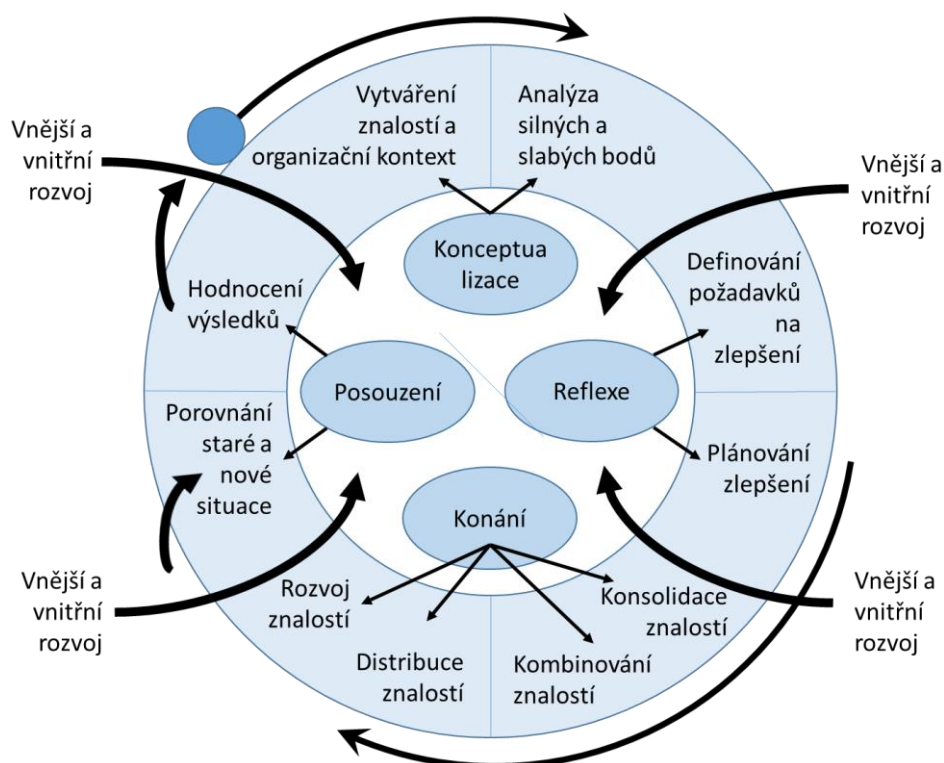 Vytváření
znalostí a
organizační kontext
Analýza
silných a
slabých bodů
Vnější a
vnitřní
rozvoj
Vnější a
vnitřní
rozvoj
Konceptua
lizace
Definování
požadavků
na
zlepšení
Hodnocení
výsledků
Posouzení
Reflexe
Porovnání
staré a
nové
situace
Plánování
zlepšení
Konání
Vnější a
vnitřní
rozvoj
Rozvoj
znalostí
Konsolidace
znalostí
Vnější a
vnitřní
rozvoj
Distribuce
znalostí
Kombinování
znalostí